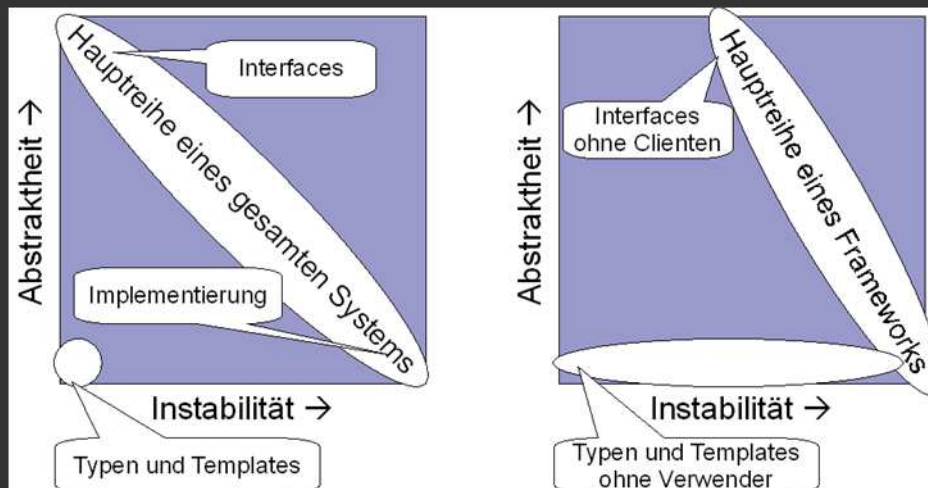 Abstraktheit →
Hauptreihe eines gesamten Systems
Interfaces
Implementierung
Instabilität →
Typen und Templates
Abstraktheit →
Hauptreihe eines Frameworks
Interfaces
ohne Clienten
Instabilität →
Typen und Templates
ohne Verwender